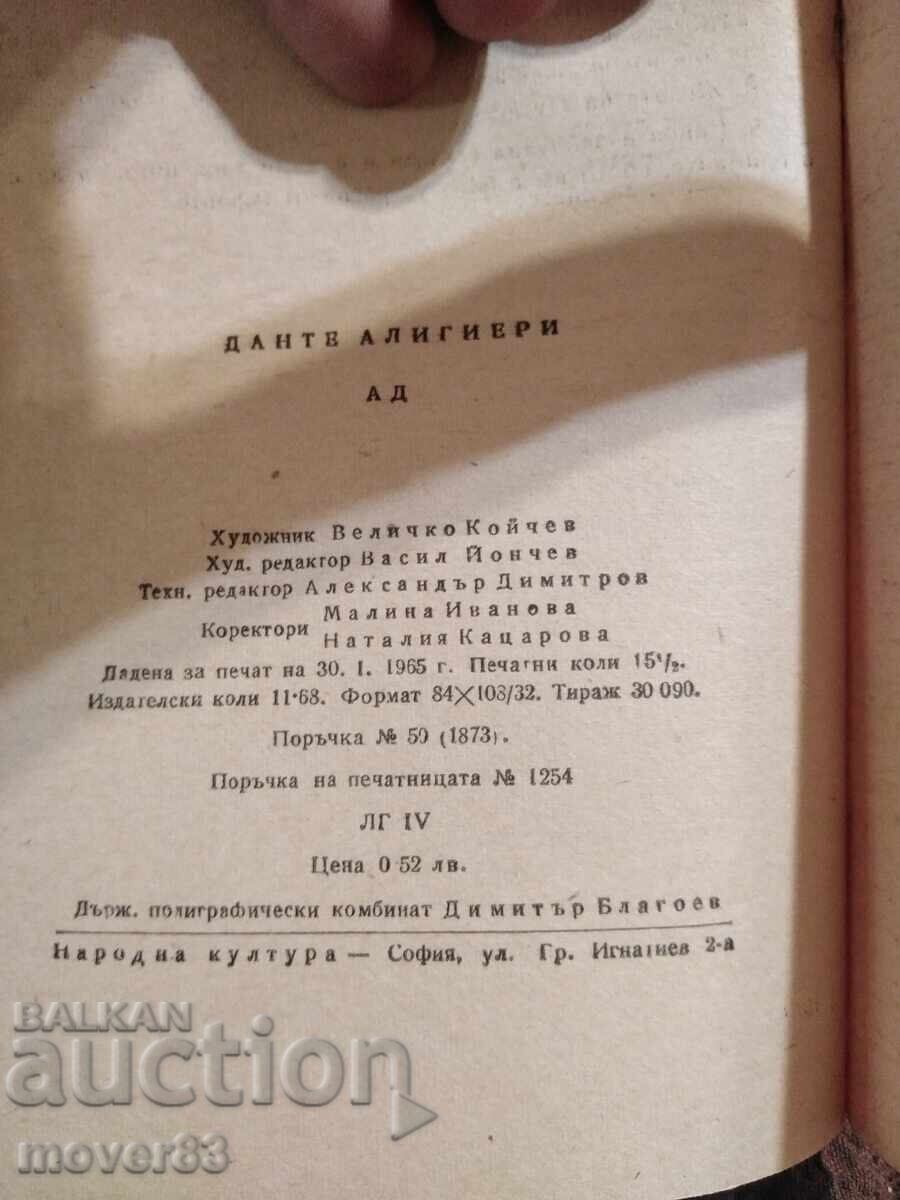 ДАНТЕ АЛИГИЕРИ
АД
Художник Величко Койчев
Худ. редактор Васил Йончев
Техн. редактор Александър Димитров
Коректори Малина Иванова
Наталия Кацарова
Дадена за печат на 30. I. 1965 г. Печатни коли 15¹/₂.
Издателски коли 11·68. Формат 84×108/32. Тираж 30 090.
Поръчка № 50 (1873).
Поръчка на печатницата № 1254
ЛГ IV
Цена 0·52 лв.
Държ. полиграфически комбинат Димитър Благоев
Народна култура — София, ул. Гр. Игнатиев 2-а
BALKAN
auction
mover83